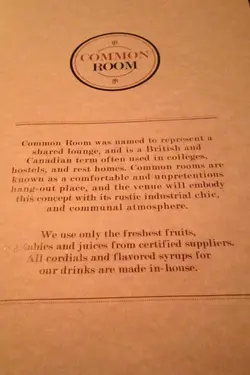 COMMON
ROOM
Common Room was named to represent a
shared lounge, and is a British and
Canadian term often used in colleges,
hostels, and rest homes. Common rooms are
known as a comfortable and unpretentious
hang-out place, and the venue will embody
this concept with its rustic industrial chic,
and communal atmosphere.
We use only the freshest fruits,
and juices from certified suppliers.
All cordials and flavored syrups for
our drinks are made in-house.